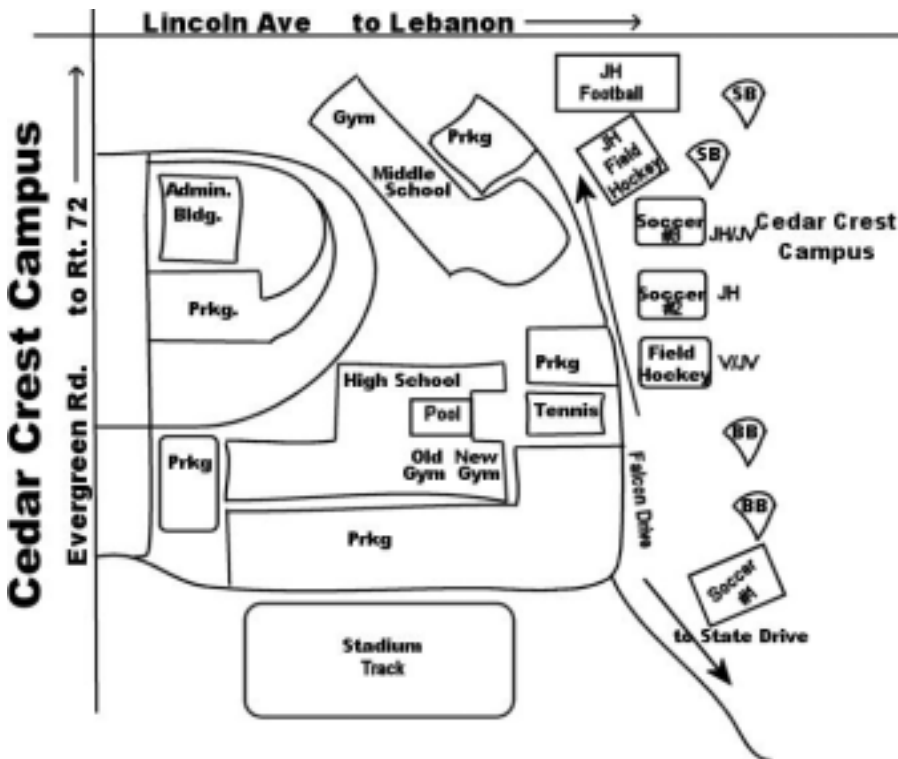 Lincoln Ave to Lebanon
Cedar Crest Campus
Evergreen Rd. to Rt. 72
JH
Football
SB
Gym
Prkg
JH
Field
Hockey
SB
Middle
School
Admin.
Bldg.
Soccer
#3
JH/JV
Cedar Crest
Campus
Prkg.
Soccer
#2
JH
Prkg
Field
Hockey
V/JV
High School
Pool
Tennis
BB
Prkg
Old
Gym
New
Gym
Falcon Drive
BB
Prkg
Soccer
#1
to State Drive
Stadium
Track